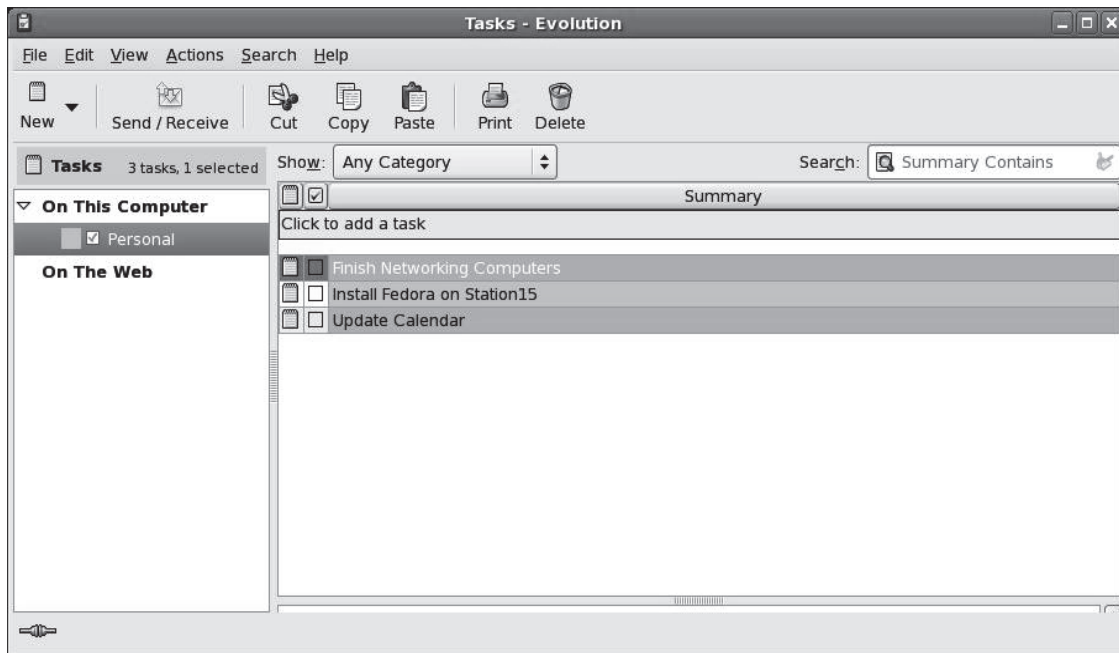 Tasks - Evolution
File Edit View Actions Search Help
New Send / Receive Cut Copy Paste Print Delete
Tasks 3 tasks, 1 selected Show: Any Category Search: Summary Contains
On This Computer
Personal
On The Web
Summary
Click to add a task
Finish Networking Computers
Install Fedora on Station15
Update Calendar